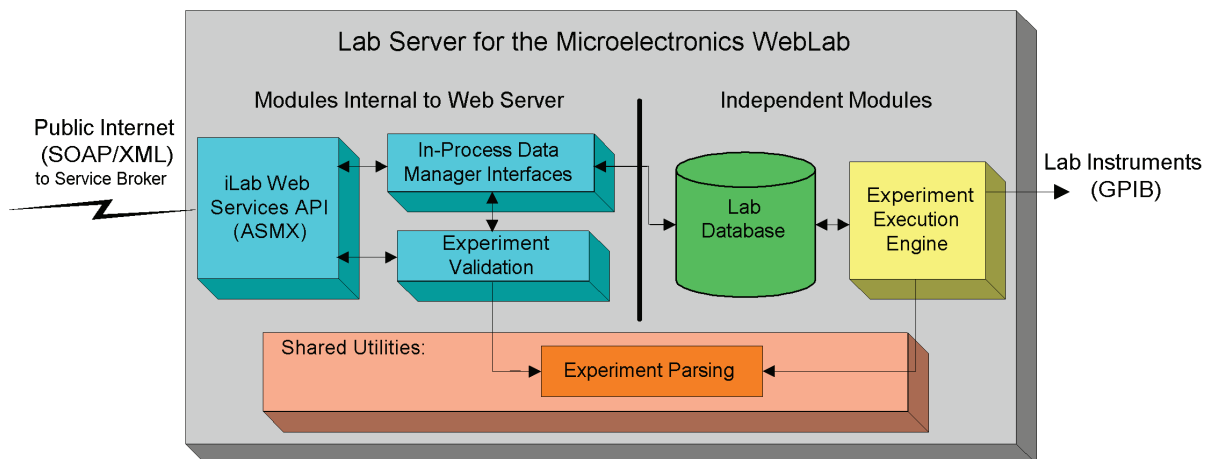 Lab Server for the Microelectronics WebLab
Modules Internal to Web Server
Independent Modules
Public Internet
(SOAP/XML)
to Service Broker
iLab Web
Services API
(ASMX)
In-Process Data
Manager Interfaces
Experiment
Validation
Lab
Database
Experiment
Execution
Engine
Lab Instruments
(GPIB)
Shared Utilities:
Experiment Parsing